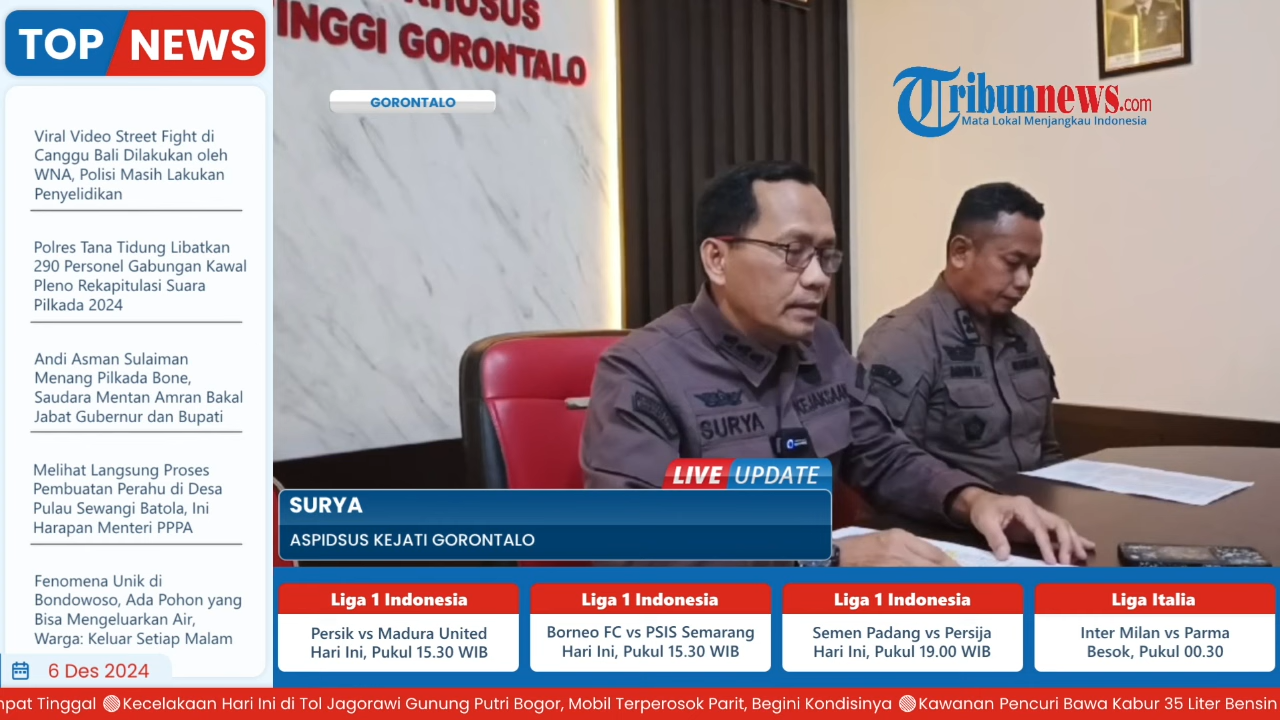 TOP NEWS
Viral Video Street Fight di
Canggu Bali Dilakukan oleh
WNA, Polisi Masih Lakukan
Penyelidikan
Polres Tana Tidung Libatkan
290 Personel Gabungan Kawal
Pleno Rekapitulasi Suara
Pilkada 2024
Andi Asman Sulaiman
Menang Pilkada Bone,
Saudara Mentan Amran Bakal
Jabat Gubernur dan Bupati
Melihat Langsung Proses
Pembuatan Perahu di Desa
Pulau Sewangi Batola, Ini
Harapan Menteri PPPA
Fenomena Unik di
Bondowoso, Ada Pohon yang
Bisa Mengeluarkan Air,
Warga: Keluar Setiap Malam
6 Des 2024
INGGI GORONTALO
GORONTALO
Tribunnews.com
Mata Lokal Menjangkau Indonesia
SURYA
KEJAKSAAN
LIVE UPDATE
SURYA
ASPIDSUS KEJATI GORONTALO
Liga 1 Indonesia
Persik vs Madura United
Hari Ini, Pukul 15.30 WIB
Liga 1 Indonesia
Borneo FC vs PSIS Semarang
Hari Ini, Pukul 15.30 WIB
Liga 1 Indonesia
Semen Padang vs Persija
Hari Ini, Pukul 19.00 WIB
Liga Italia
Inter Milan vs Parma
Besok, Pukul 00.30
mpat Tinggal Kecelakaan Hari Ini di Tol Jagorawi Gunung Putri Bogor, Mobil Terperosok Parit, Begini Kondisinya Kawanan Pencuri Bawa Kabur 35 Liter Bensin